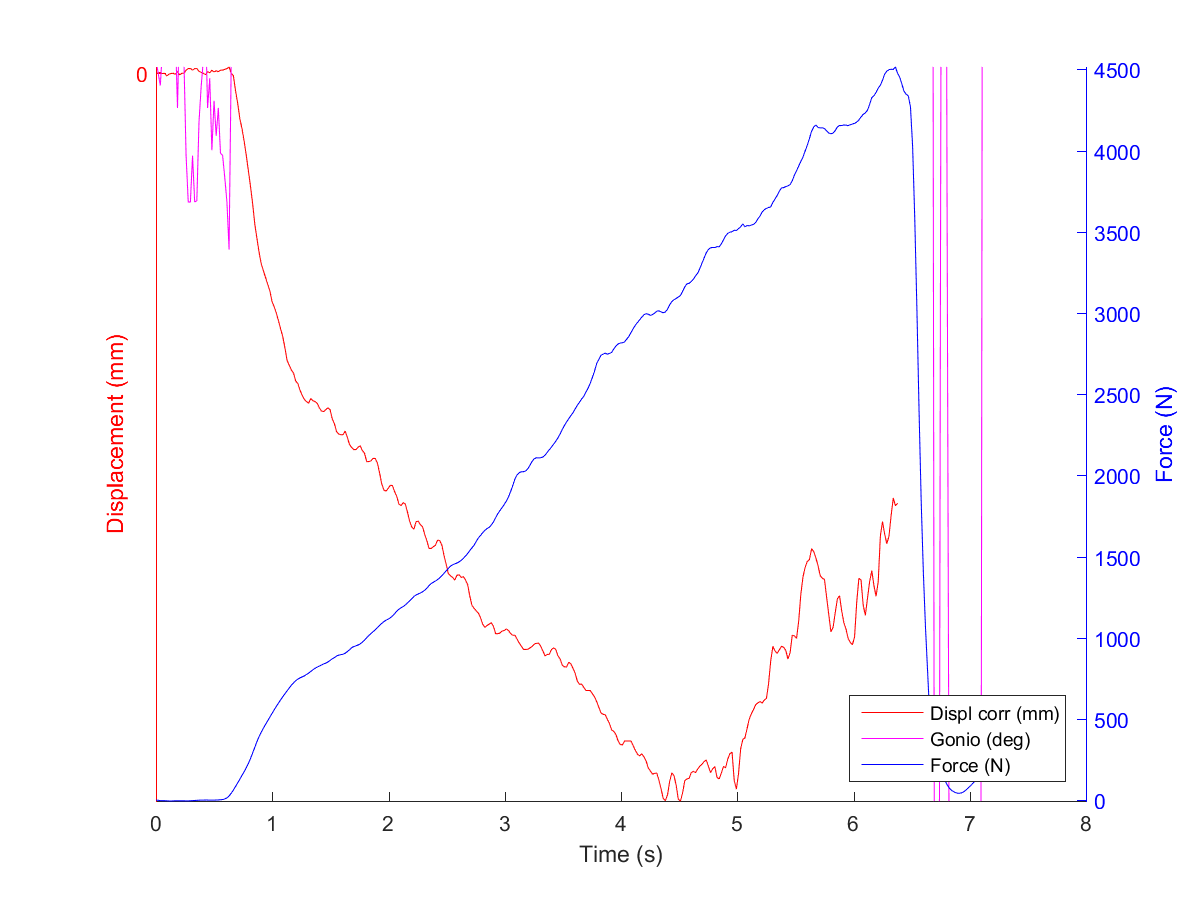 0
4500
4000
3500
3000
2500
2000
1500
1000
500
0
Displacement (mm)
Force (N)
Displ corr (mm)
Gonio (deg)
Force (N)
0 1 2 3 4 5 6 7 8
Time (s)